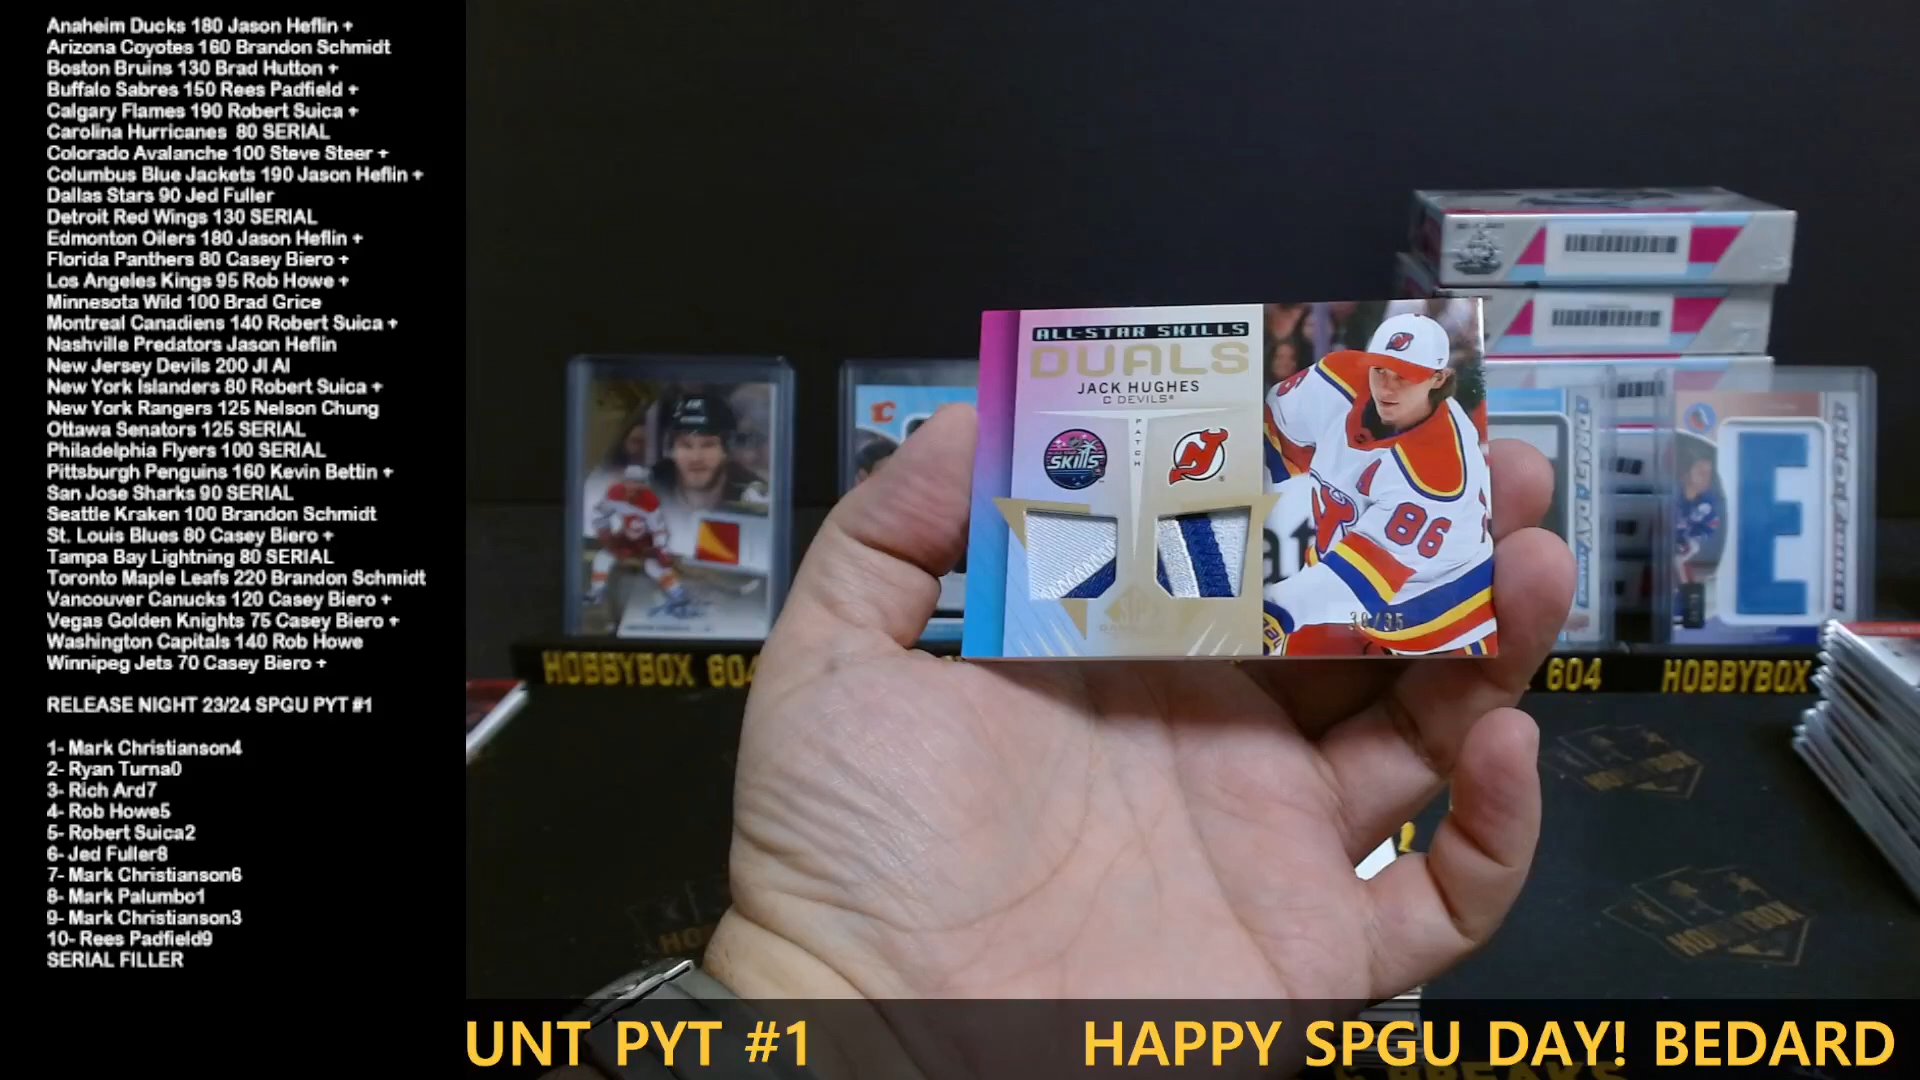 Anaheim Ducks 180 Jason Heflin +
Arizona Coyotes 160 Brandon Schmidt
Boston Bruins 130 Brad Hutton +
Buffalo Sabres 150 Rees Padfield +
Calgary Flames 190 Robert Suica +
Carolina Hurricanes  80 SERIAL
Colorado Avalanche 100 Steve Steer +
Columbus Blue Jackets 190 Jason Heflin +
Dallas Stars 90 Jed Fuller
Detroit Red Wings 130 SERIAL
Edmonton Oilers 180 Jason Heflin +
Florida Panthers 80 Casey Biero +
Los Angeles Kings 95 Rob Howe +
Minnesota Wild 100 Brad Grice
Montreal Canadiens 140 Robert Suica +
Nashville Predators Jason Heflin
New Jersey Devils 200 JI AI
New York Islanders 80 Robert Suica +
New York Rangers 125 Nelson Chung
Ottawa Senators 125 SERIAL
Philadelphia Flyers 100 SERIAL
Pittsburgh Penguins 160 Kevin Bettin +
San Jose Sharks 90 SERIAL
Seattle Kraken 100 Brandon Schmidt
St. Louis Blues 80 Casey Biero +
Tampa Bay Lightning 80 SERIAL
Toronto Maple Leafs 220 Brandon Schmidt
Vancouver Canucks 120 Casey Biero +
Vegas Golden Knights 75 Casey Biero +
Washington Capitals 140 Rob Howe
Winnipeg Jets 70 Casey Biero +
RELEASE NIGHT 23/24 SPGU PYT #1
1- Mark Christianson4
2- Ryan Turna0
3- Rich Ard7
4- Rob Howe5
5- Robert Suica2
6- Jed Fuller8
7- Mark Christianson6
8- Mark Palumbo1
9- Mark Christianson3
10- Rees Padfield9
SERIAL FILLER
ALL-STAR SKILLS
DUALS
JACK HUGHES
C DEVILS
PATCH
SKILLS
86
E
HOBBYBOX 604
604
HOBBYBOX
UNT PYT #1
HAPPY SPGU DAY! BEDARD